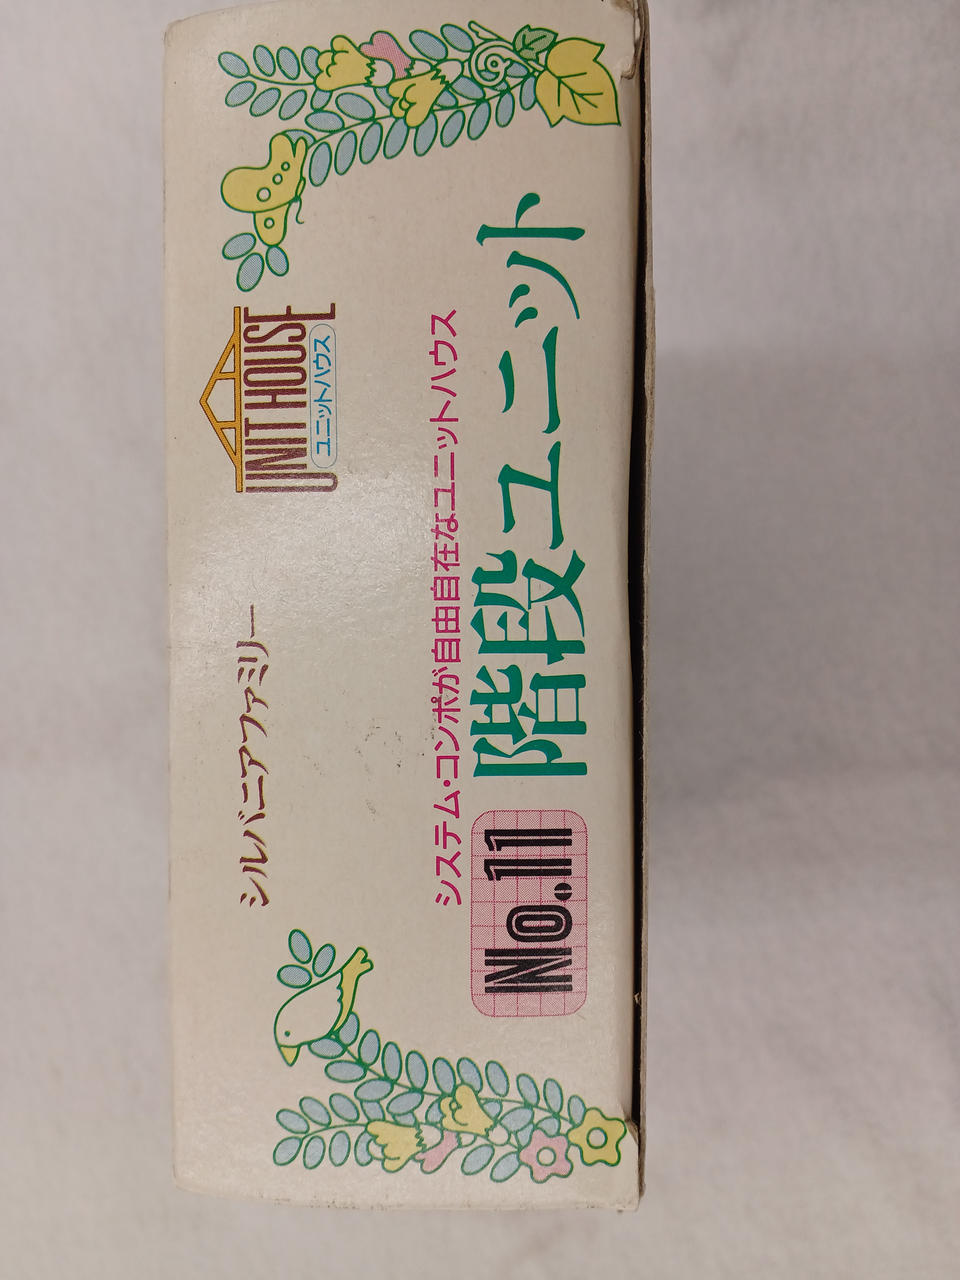 シルバニアファミリー
UNIT HOUSE
ユニットハウス
システム・コンポが自由自在なユニットハウス
No.11 階段ユニット